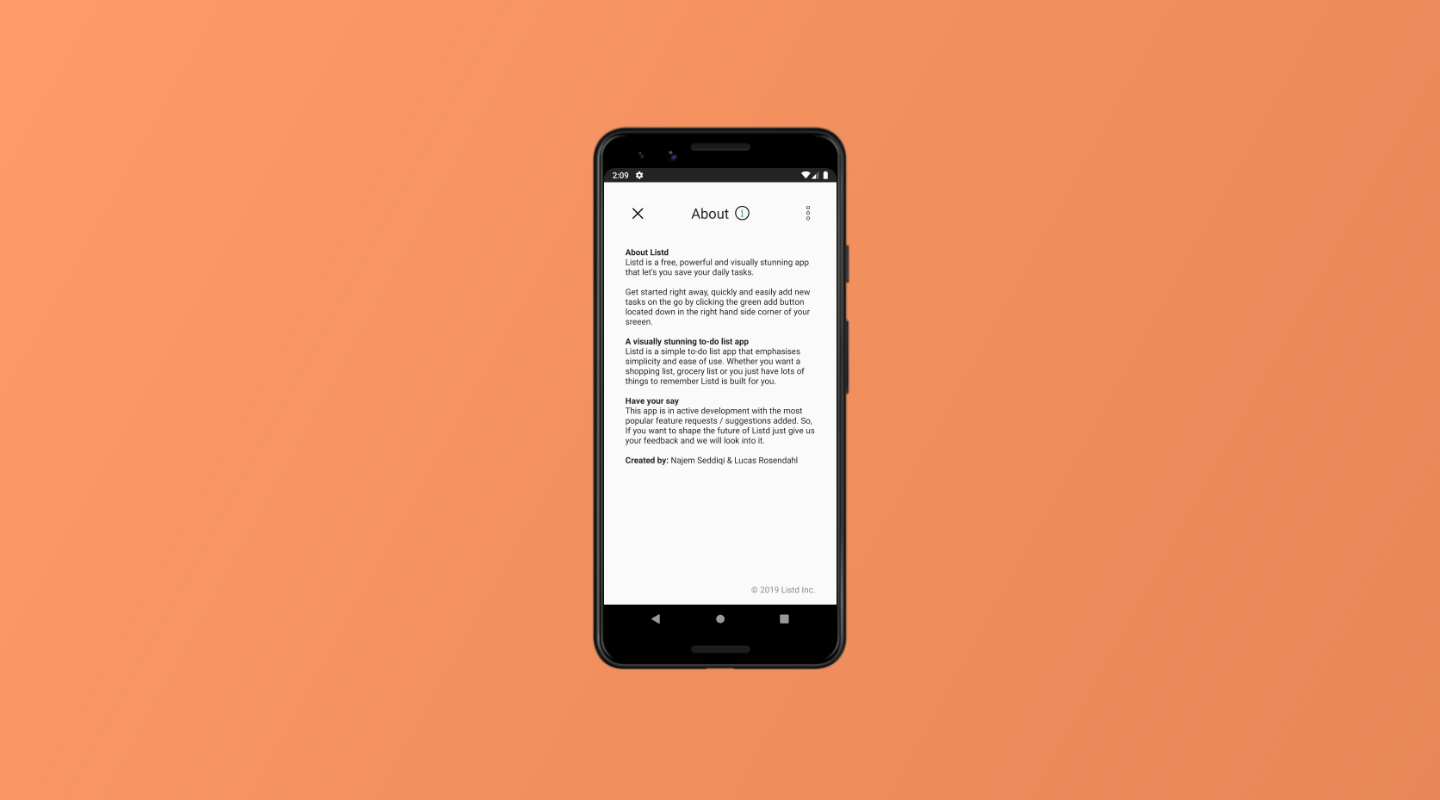 2:09
About
About Listd
Listd is a free, powerful and visually stunning app
that let's you save your daily tasks.
Get started right away, quickly and easily add new
tasks on the go by clicking the green add button
located down in the right hand side corner of your
sreeen.
A visually stunning to-do list app
Listd is a simple to-do list app that emphasises
simplicity and ease of use. Whether you want a
shopping list, grocery list or you just have lots of
things to remember Listd is built for you.
Have your say
This app is in active development with the most
popular feature requests / suggestions added. So,
If you want to shape the future of Listd just give us
your feedback and we will look into it.
Created by: Najem Seddiqi & Lucas Rosendahl
© 2019 Listd Inc.